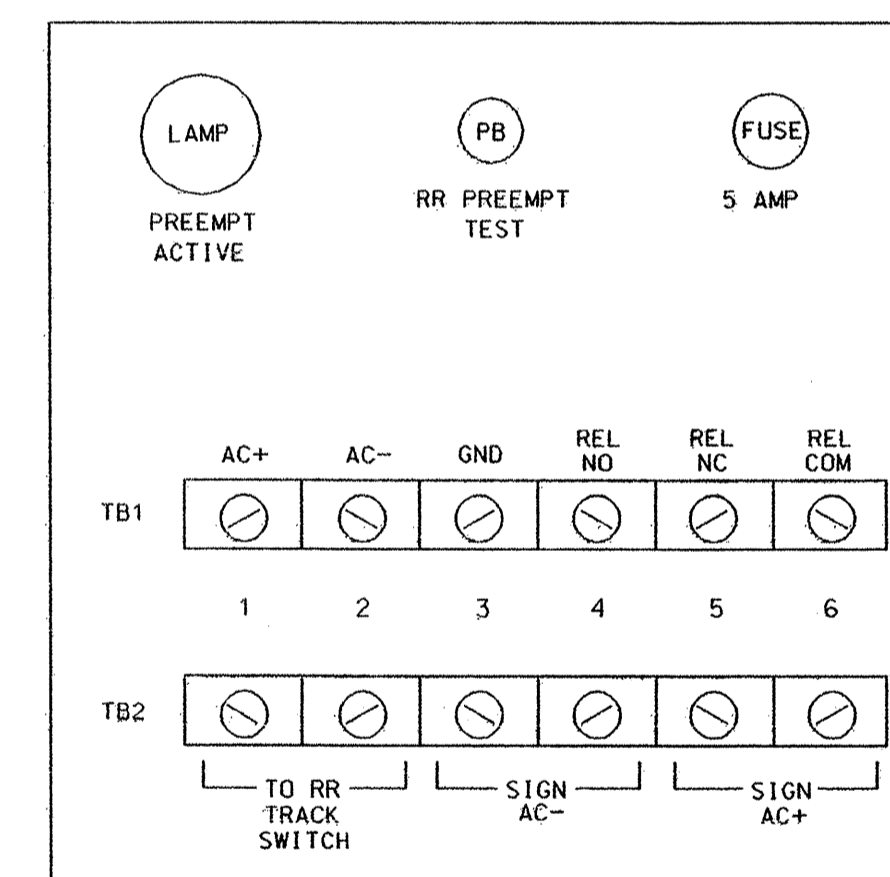 LAMP
PREEMPT
ACTIVE
PB
RR PREEMPT
TEST
FUSE
5 AMP
AC+
AC-
GND
REL
NO
REL
NC
REL
COM
TB1
1 2 3 4 5 6
TB2
TO RR
TRACK
SWITCH
SIGN
AC-
SIGN
AC+